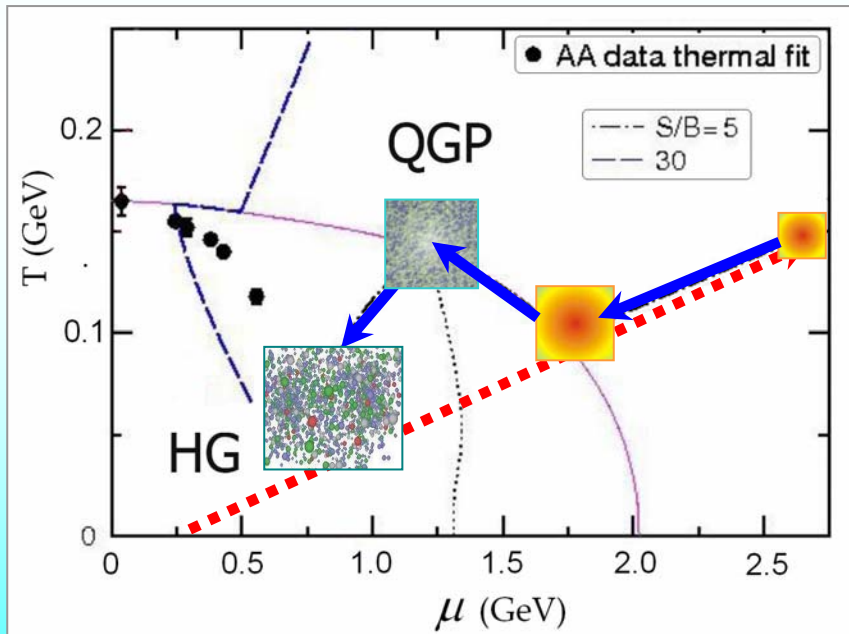 AA data thermal fit
S/B= 5
30
QGP
HG
T (GeV)
0.2
0.1
0
0 0.5 1.0 1.5 2.0 2.5
μ (GeV)